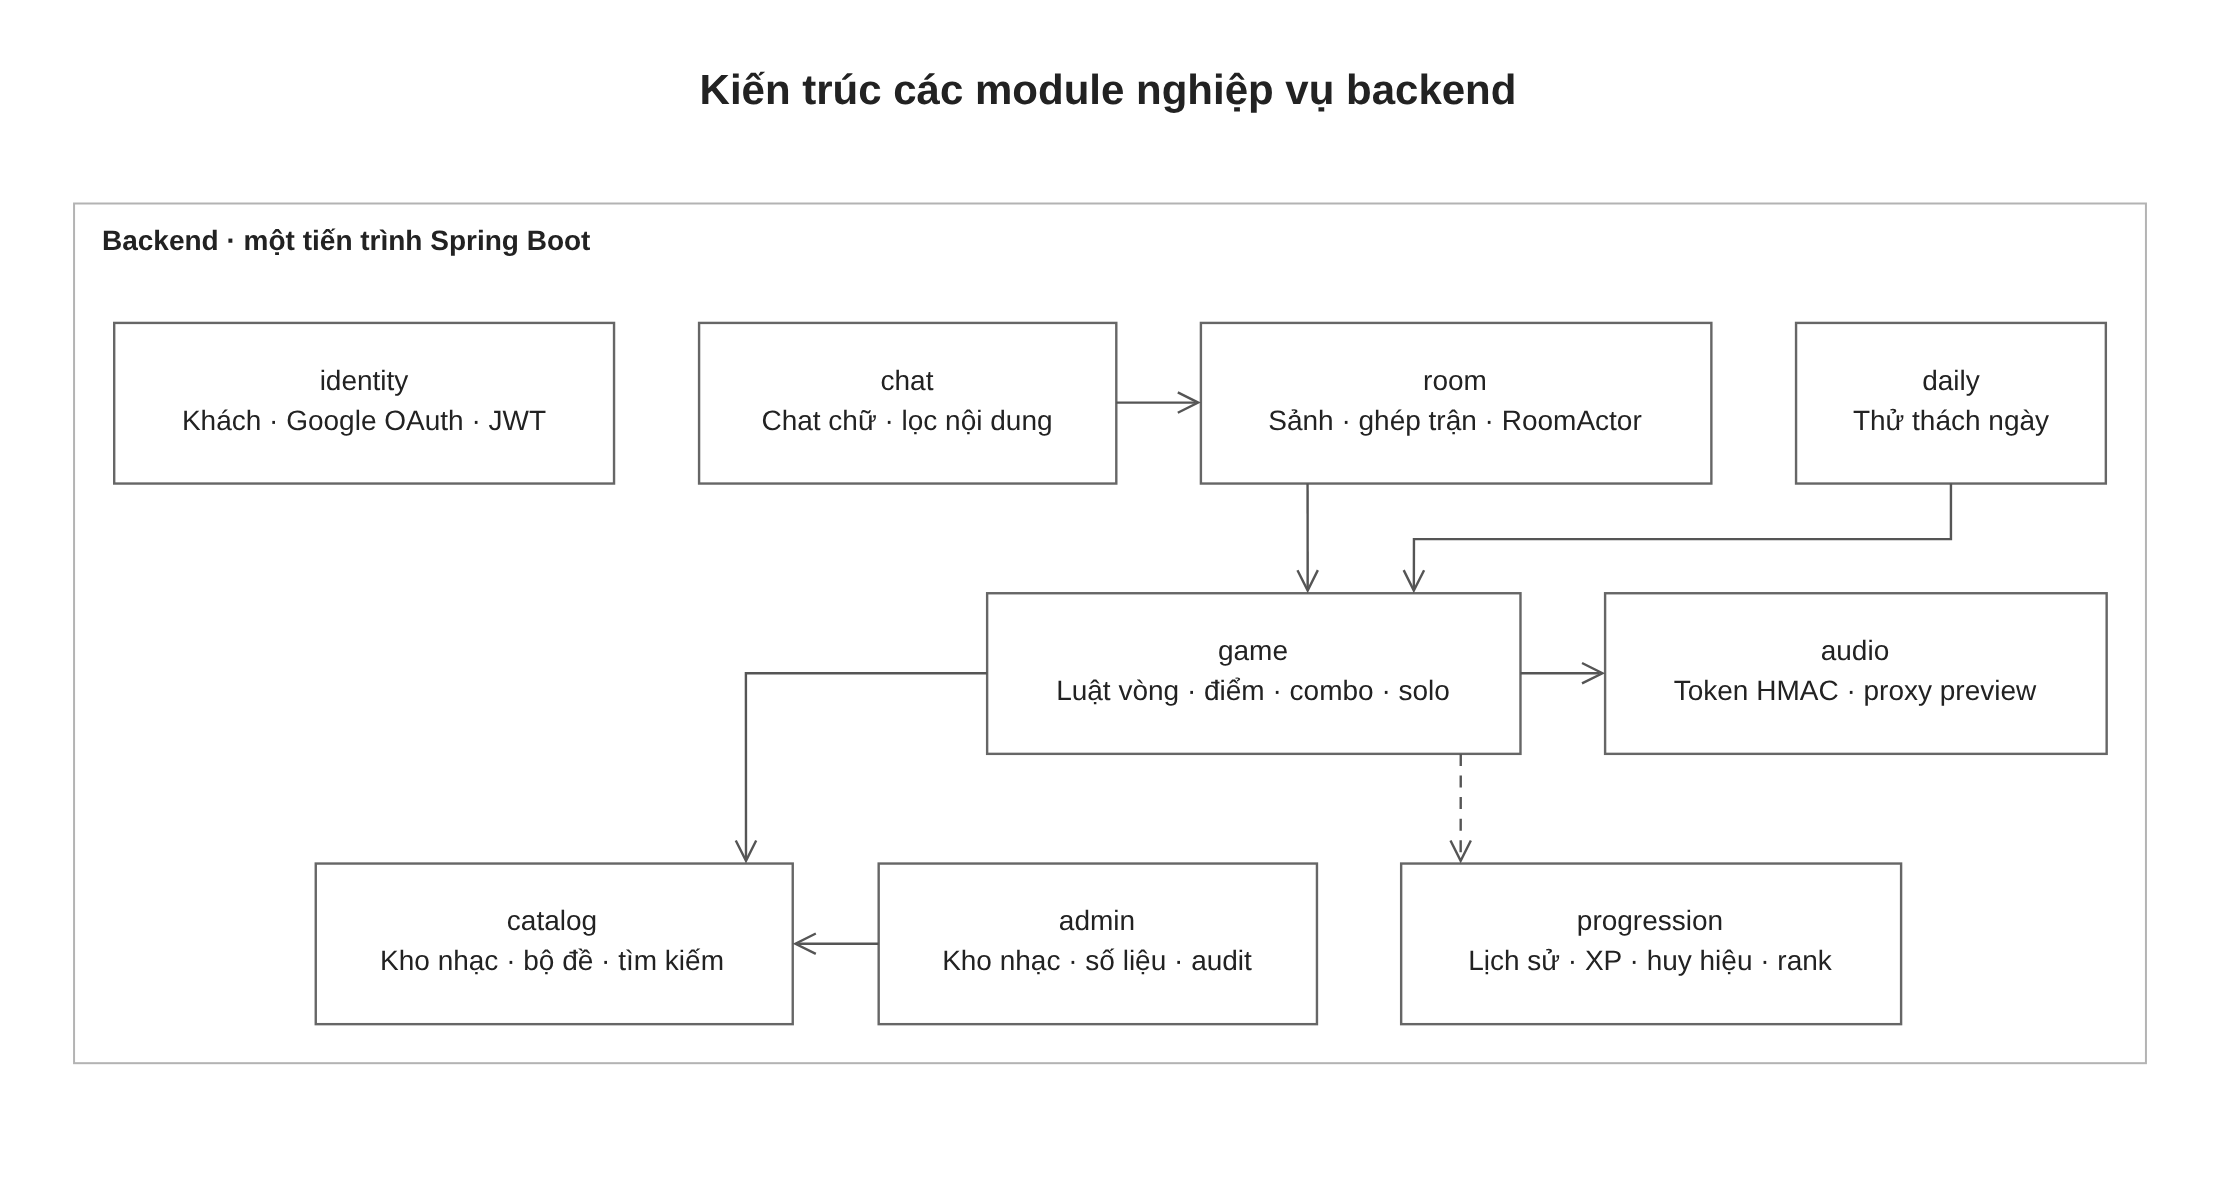 Kiến trúc các module nghiệp vụ backend
Backend · một tiến trình Spring Boot
identity
Khách · Google OAuth · JWT
chat
Chat chữ · lọc nội dung
room
Sảnh · ghép trận · RoomActor
daily
Thử thách ngày
game
Luật vòng · điểm · combo · solo
audio
Token HMAC · proxy preview
catalog
Kho nhạc · bộ đề · tìm kiếm
admin
Kho nhạc · số liệu · audit
progression
Lịch sử · XP · huy hiệu · rank